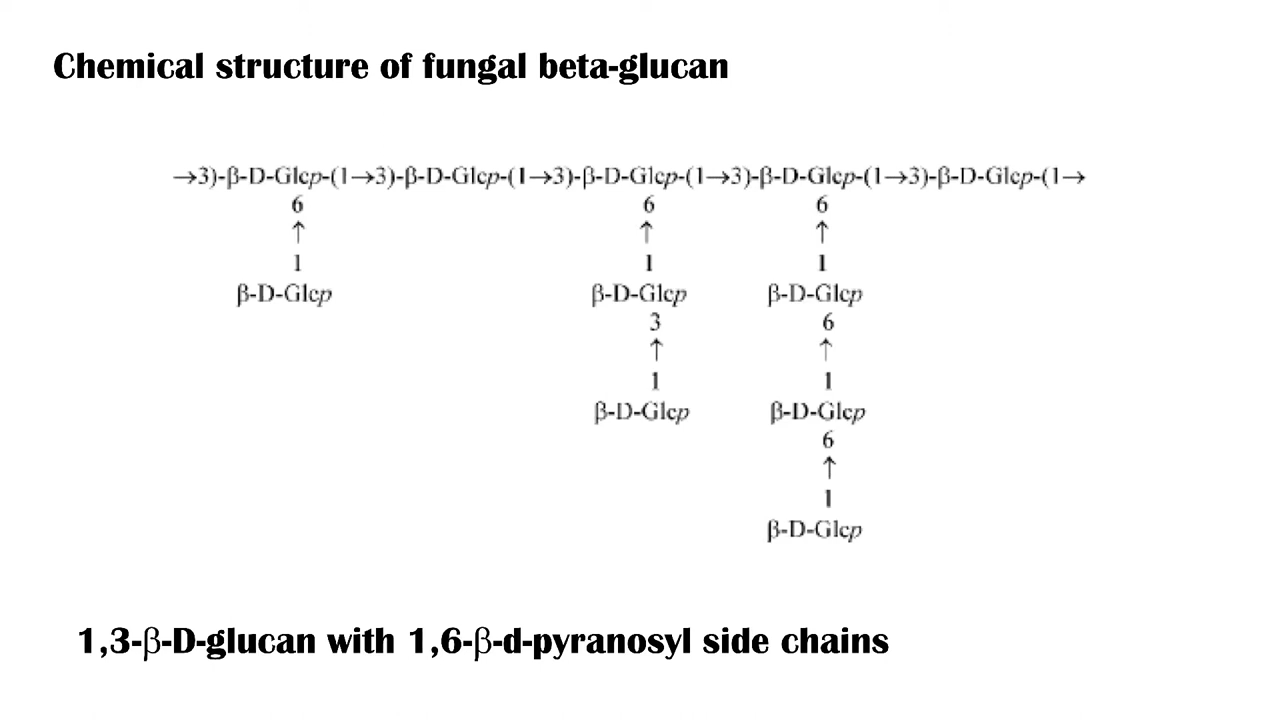 Chemical structure of fungal beta-glucan
→3)-β-D-Glcp-(1→3)-β-D-Glcp-(1→3)-β-D-Glcp-(1→3)-β-D-Glcp-(1→3)-β-D-Glcp-(1→
6 6 6
↑ ↑ ↑
1 1 1
β-D-Glcp β-D-Glcp β-D-Glcp
3 6
↑ ↑
1 1
β-D-Glcp β-D-Glcp
6
↑
1
β-D-Glcp
1,3-β-D-glucan with 1,6-β-d-pyranosyl side chains